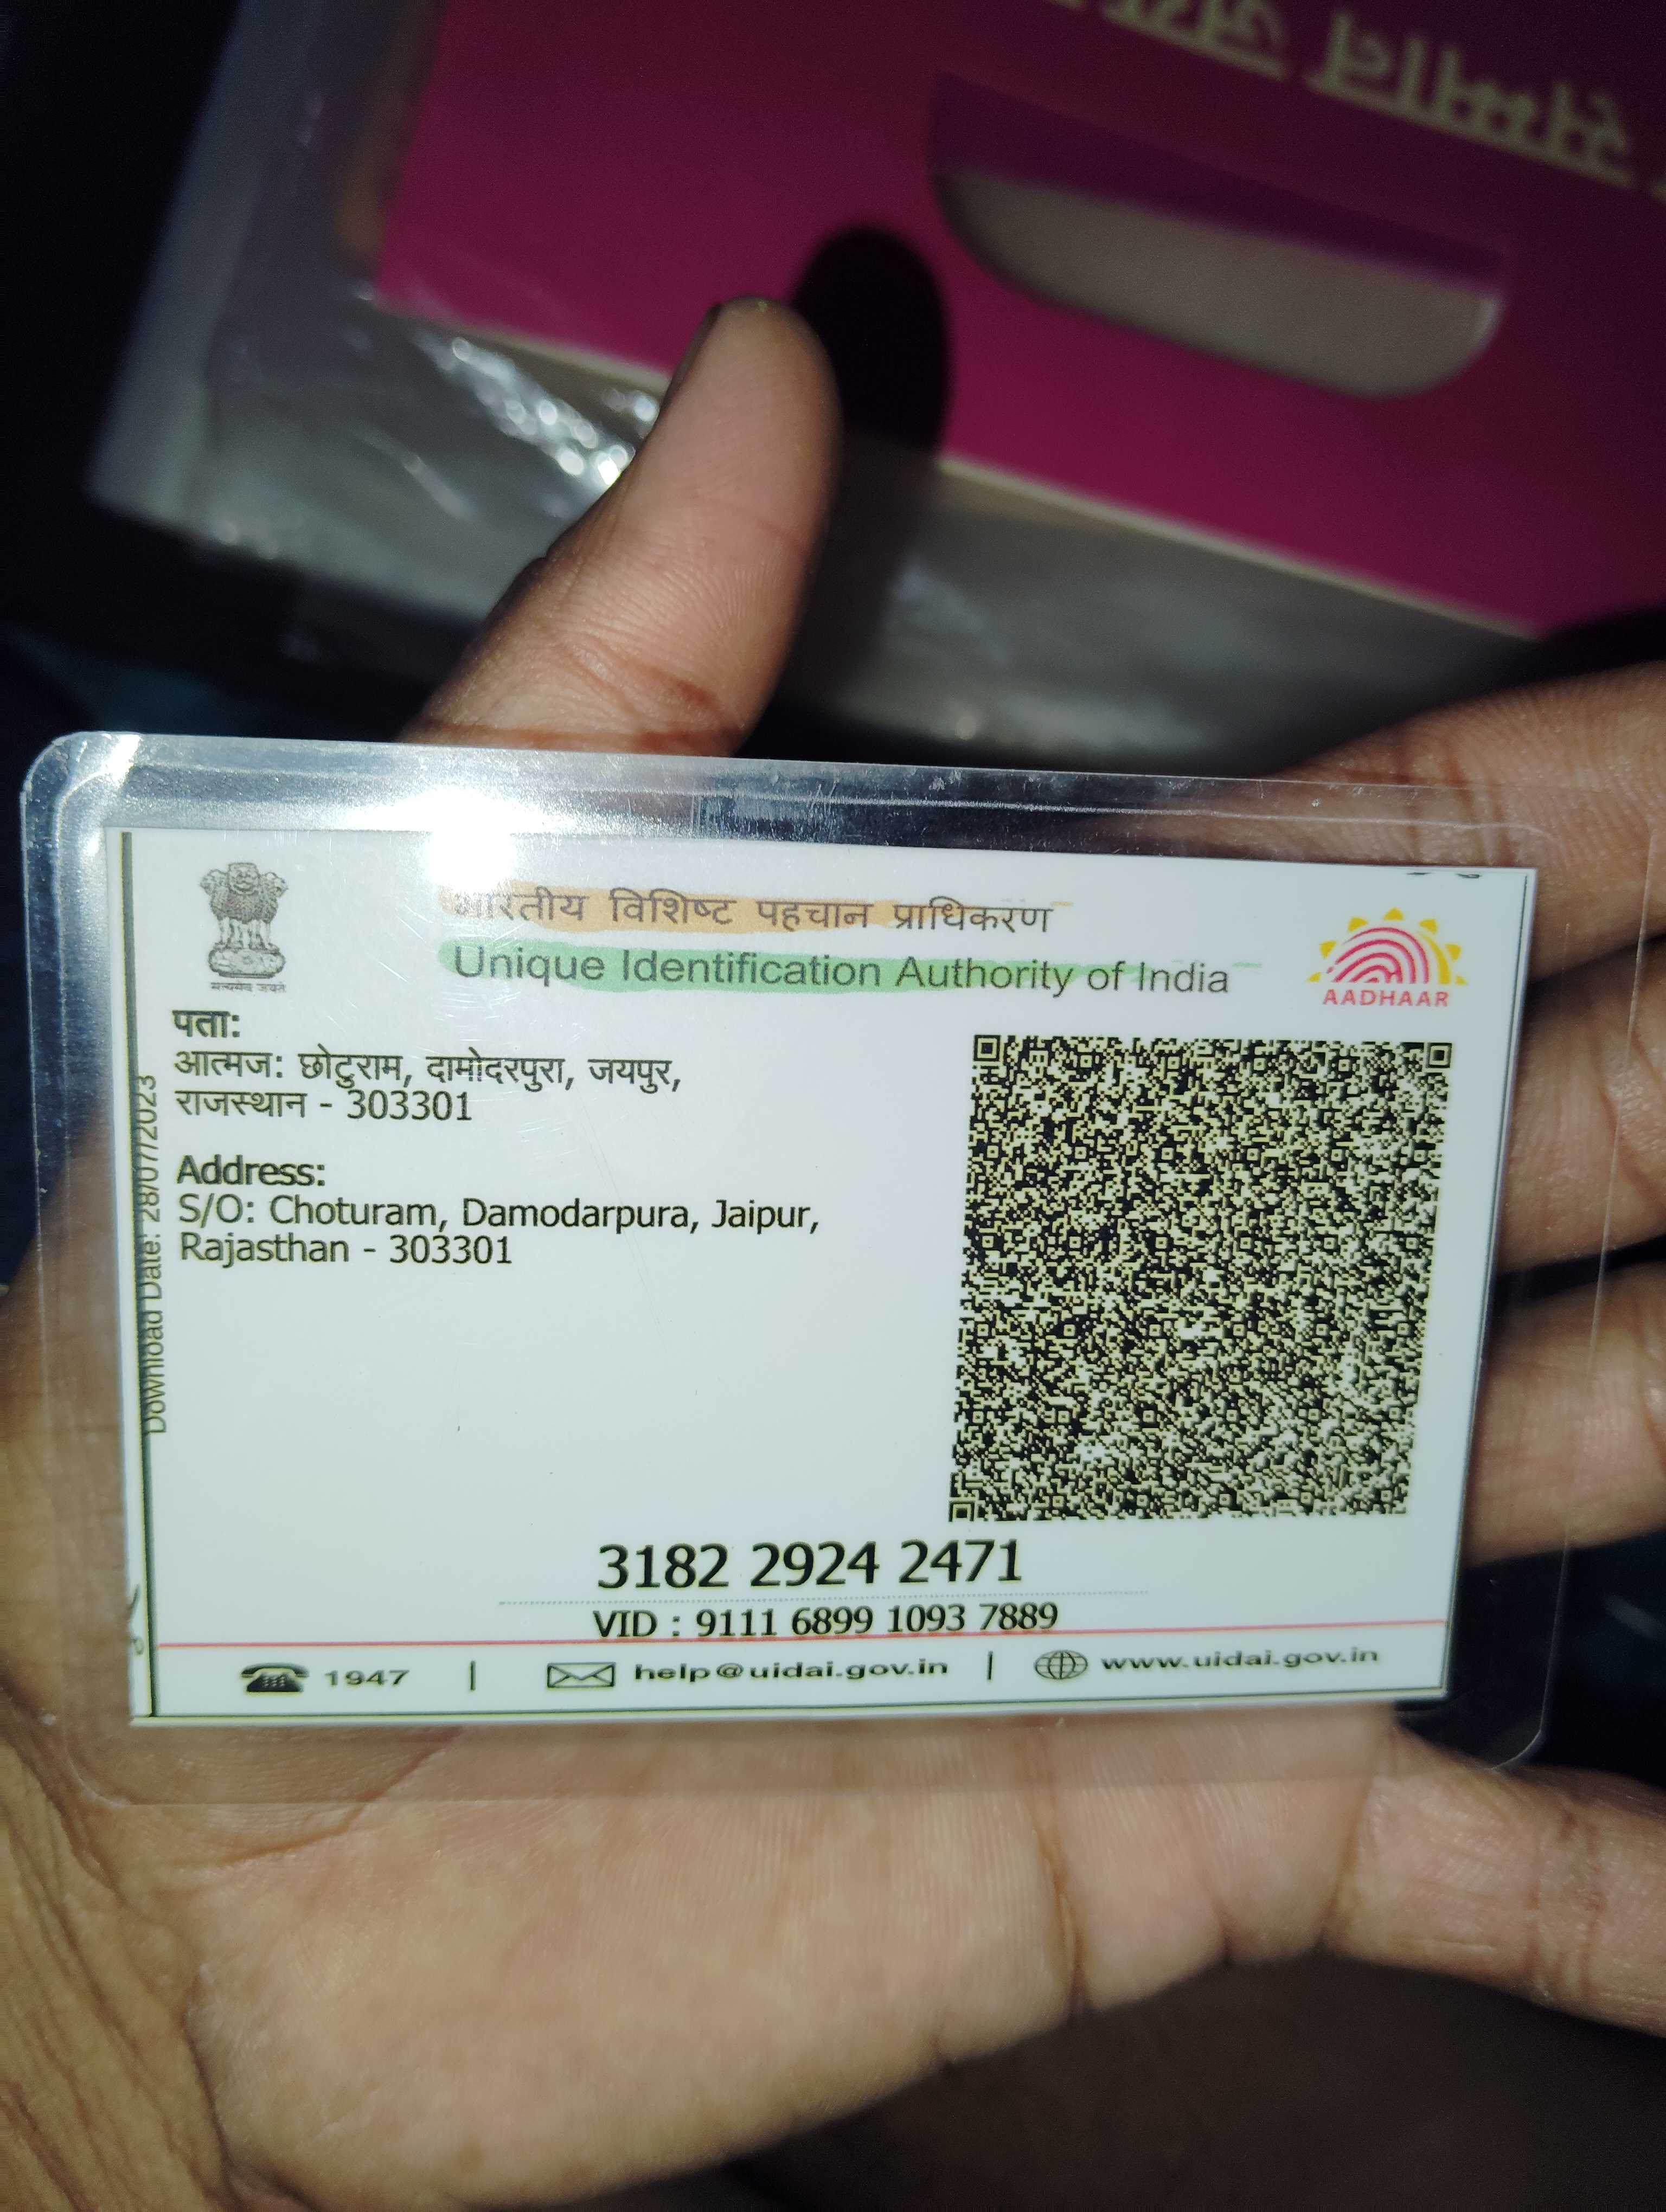 सत्यमेव जयते
भारतीय विशिष्ट पहचान प्राधिकरण
Unique Identification Authority of India
AADHAAR
पता:
आत्मज: छोटुराम, दामोदरपुरा, जयपुर,
राजस्थान - 303301
Address:
S/O: Choturam, Damodarpura, Jaipur,
Rajasthan - 303301
Download Date: 28/07/2023
3182 2924 2471
VID : 9111 6899 1093 7889
1947 | help@uidai.gov.in | www.uidai.gov.in